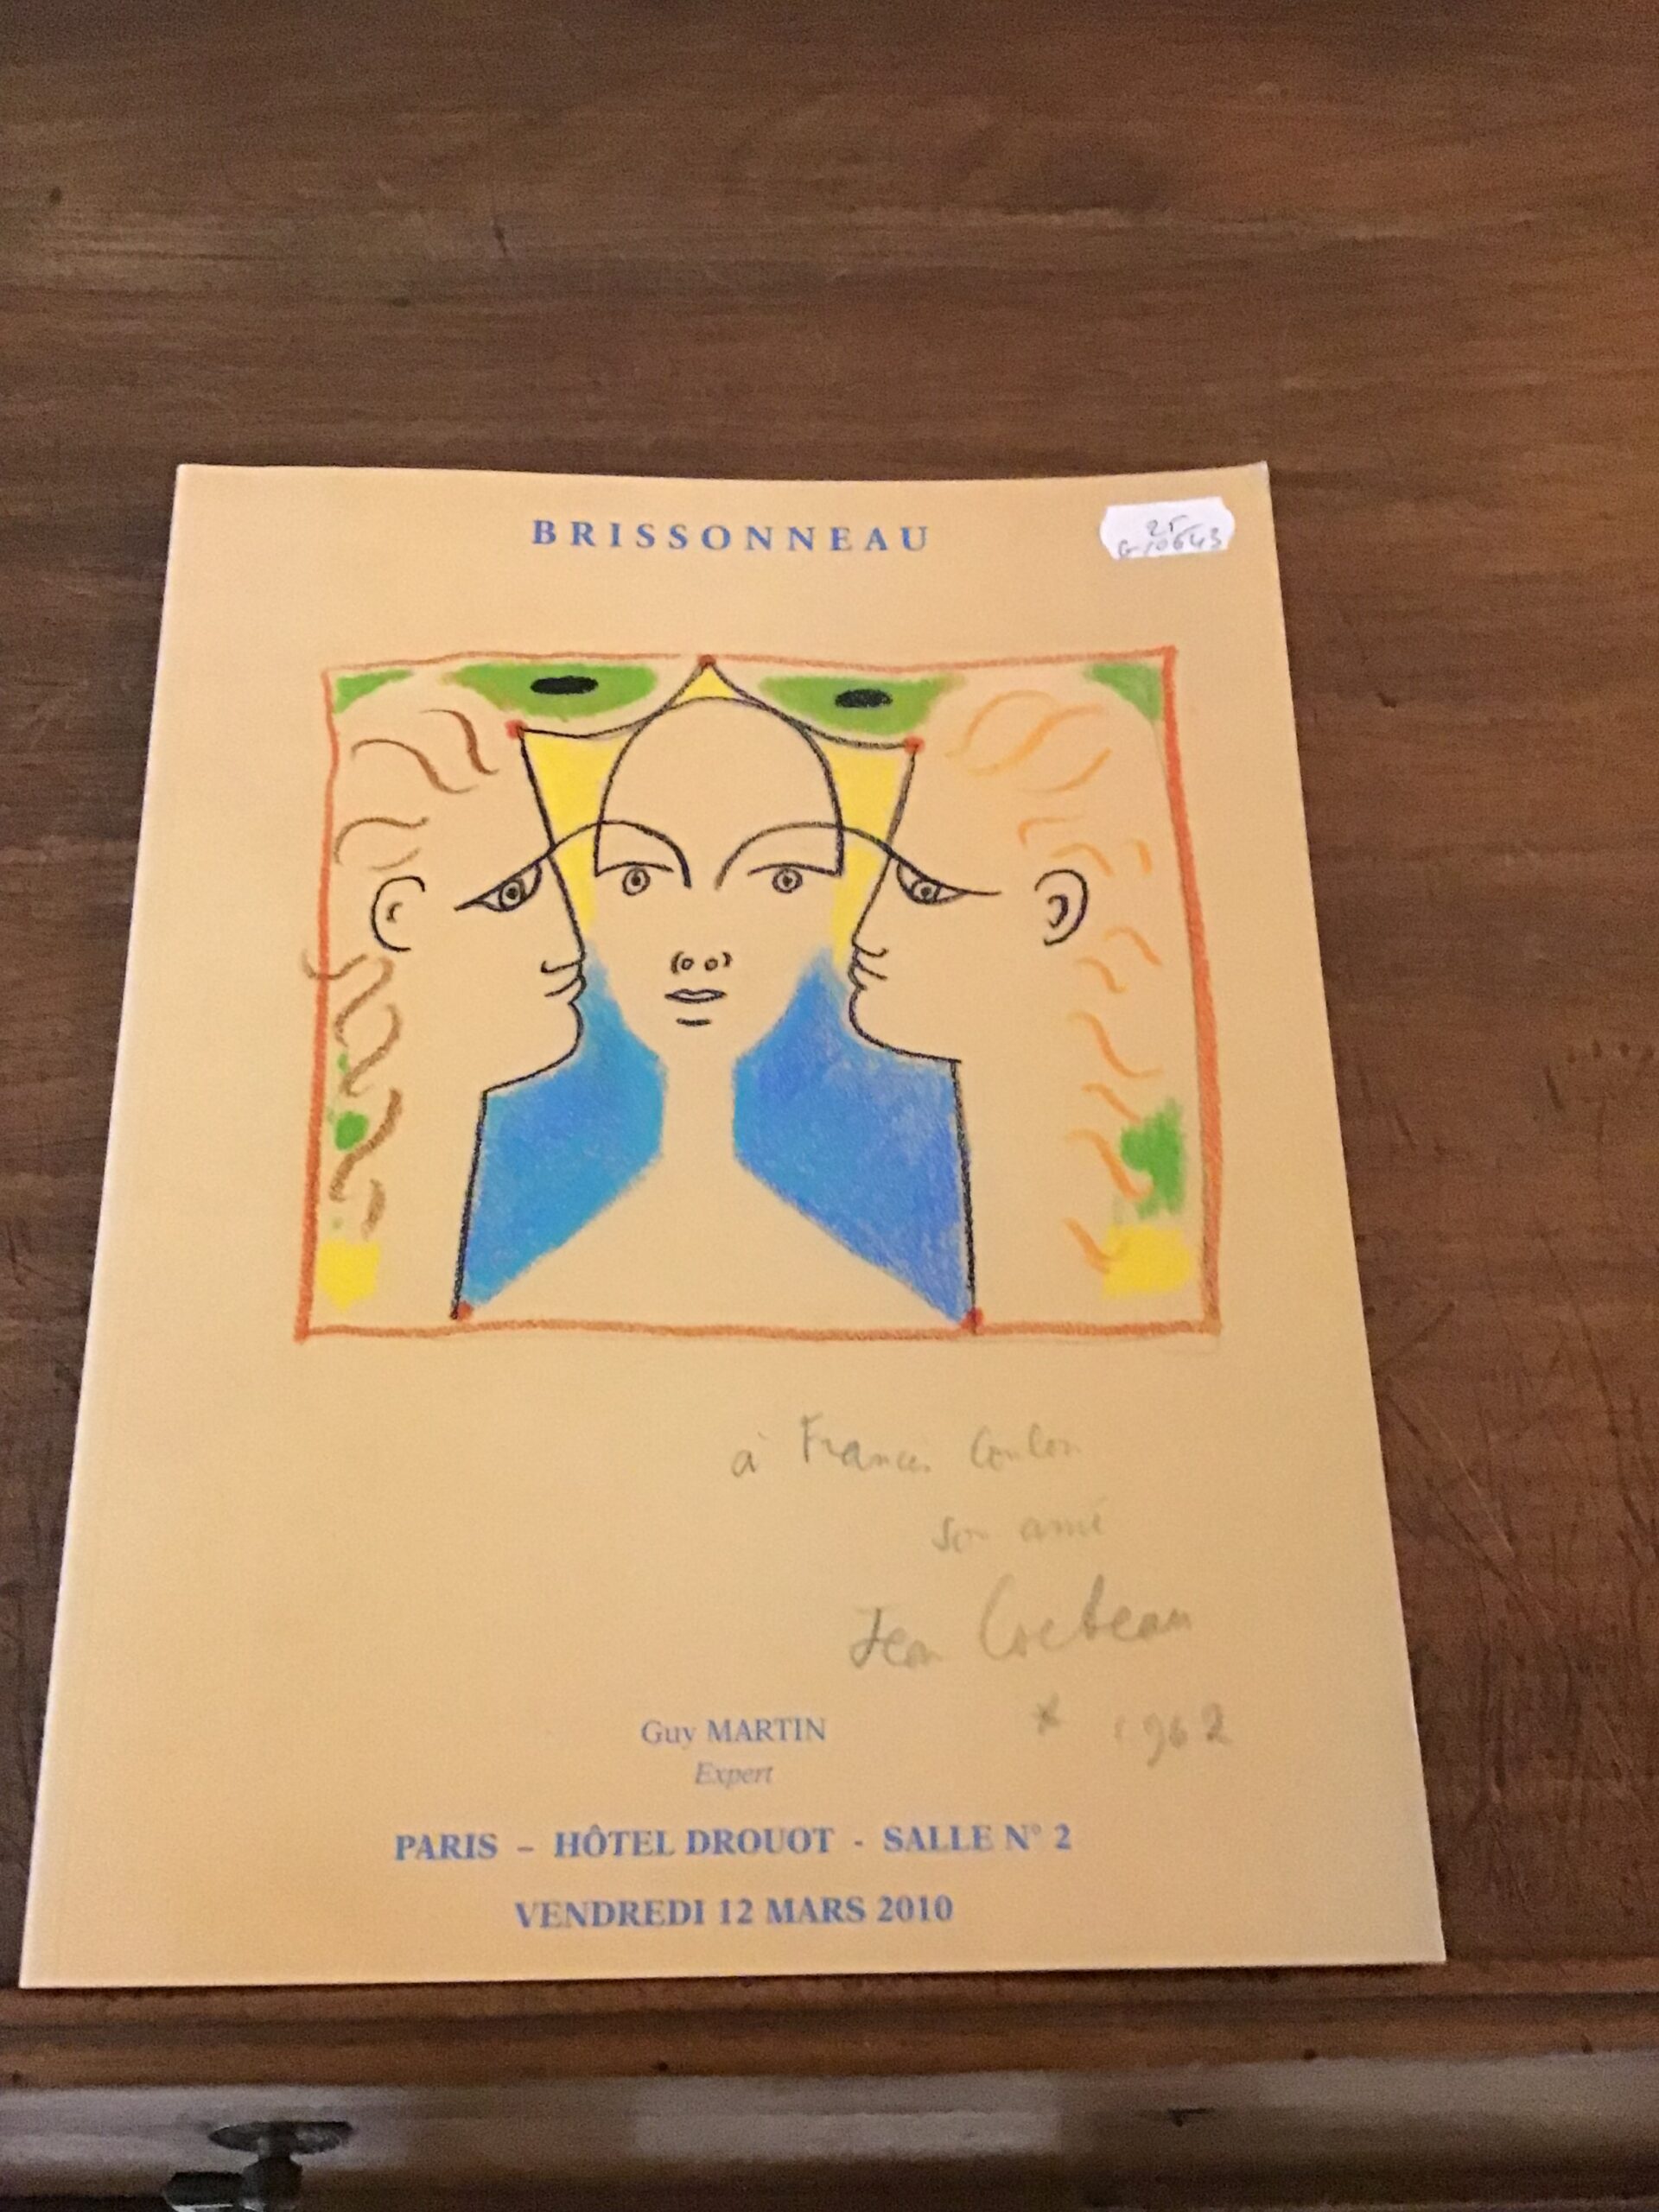 BRISSONNEAU
à Francis Coulon
son ami
Jean Cocteau
* 1962
Guy MARTIN
Expert
PARIS – HÔTEL DROUOT - SALLE N° 2
VENDREDI 12 MARS 2010